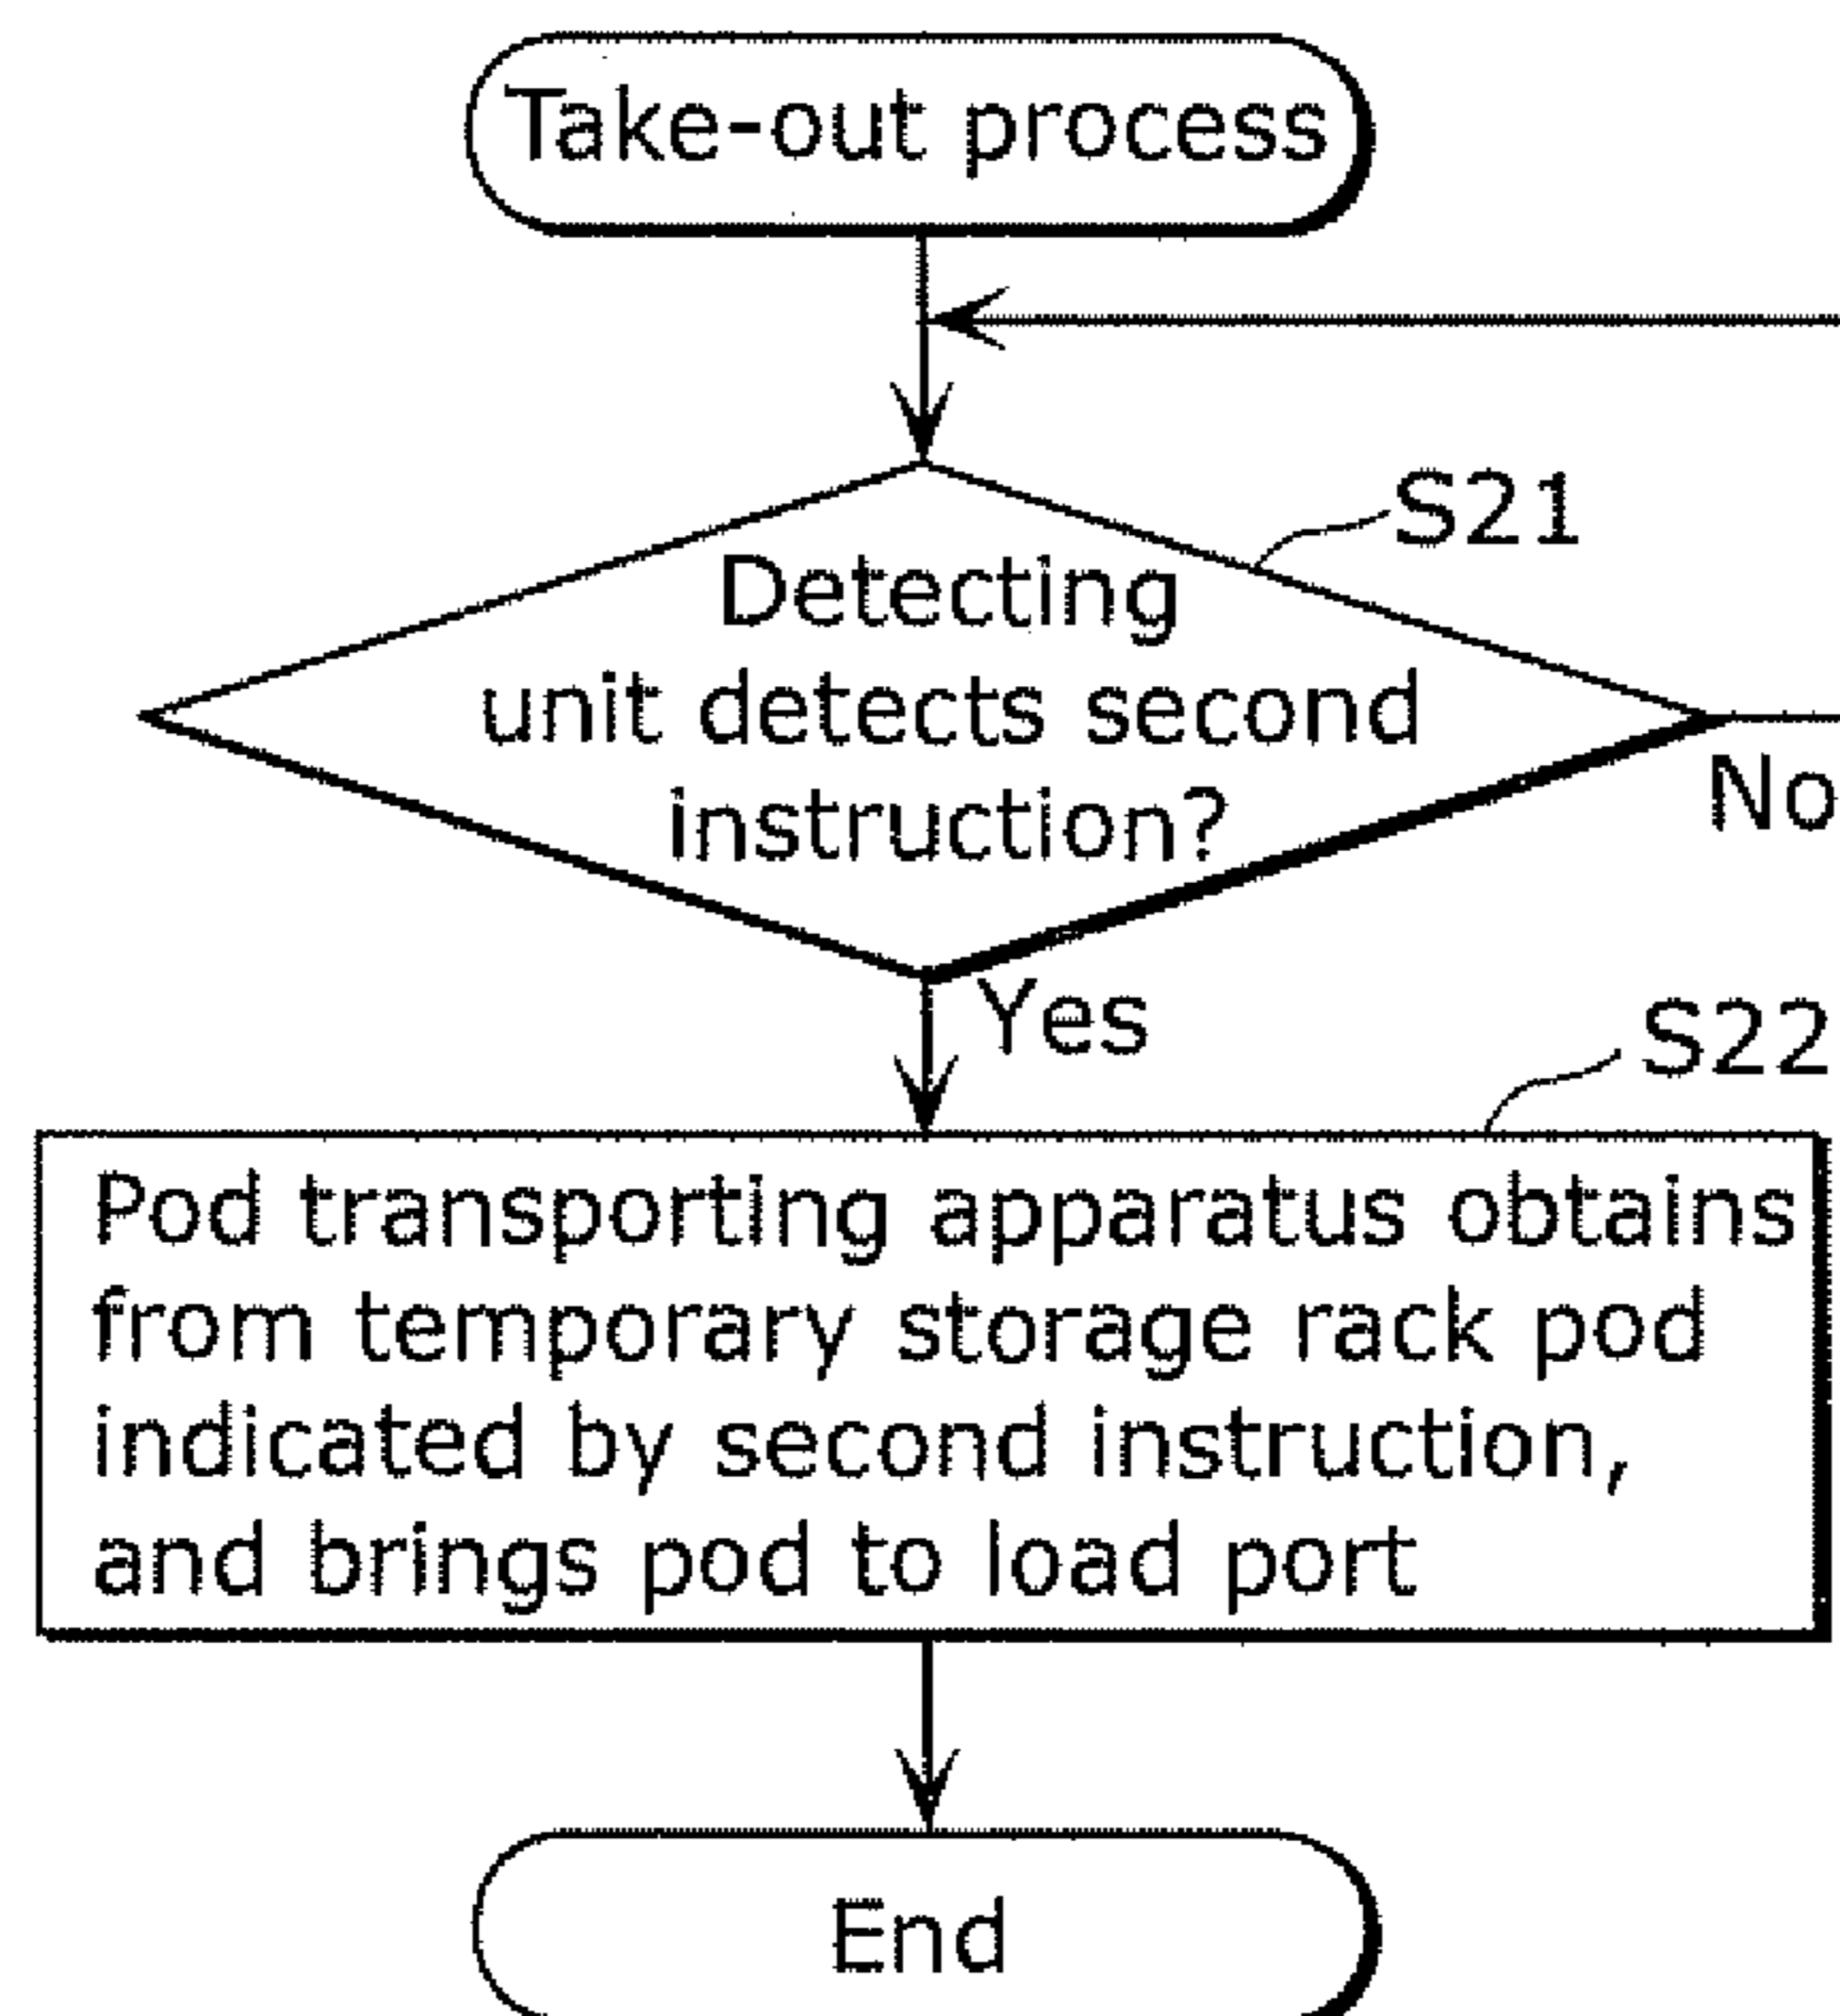 Take-out process
S21
Detecting
unit detects second
instruction?
No
Yes
S22
Pod transporting apparatus obtains
from temporary storage rack pod
indicated by second instruction,
and brings pod to load port
End